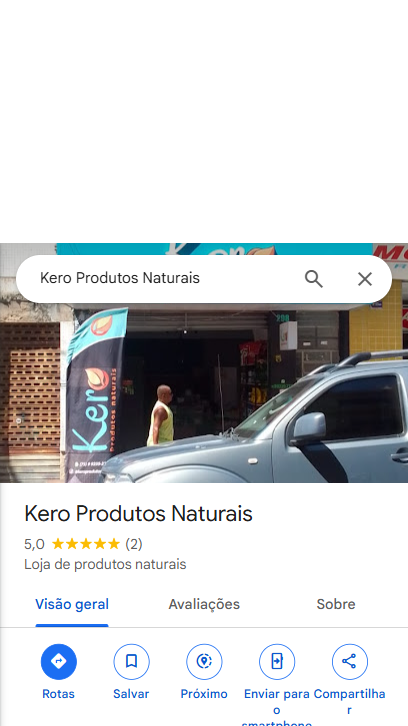 Kero Produtos Naturais
298
Kero
Produtos naturais
Kero Produtos Naturais
5,0 (2)
Loja de produtos naturais
Visão geral
Avaliações
Sobre
Rotas
Salvar
Próximo
Enviar para o smartphone
Compartilhar